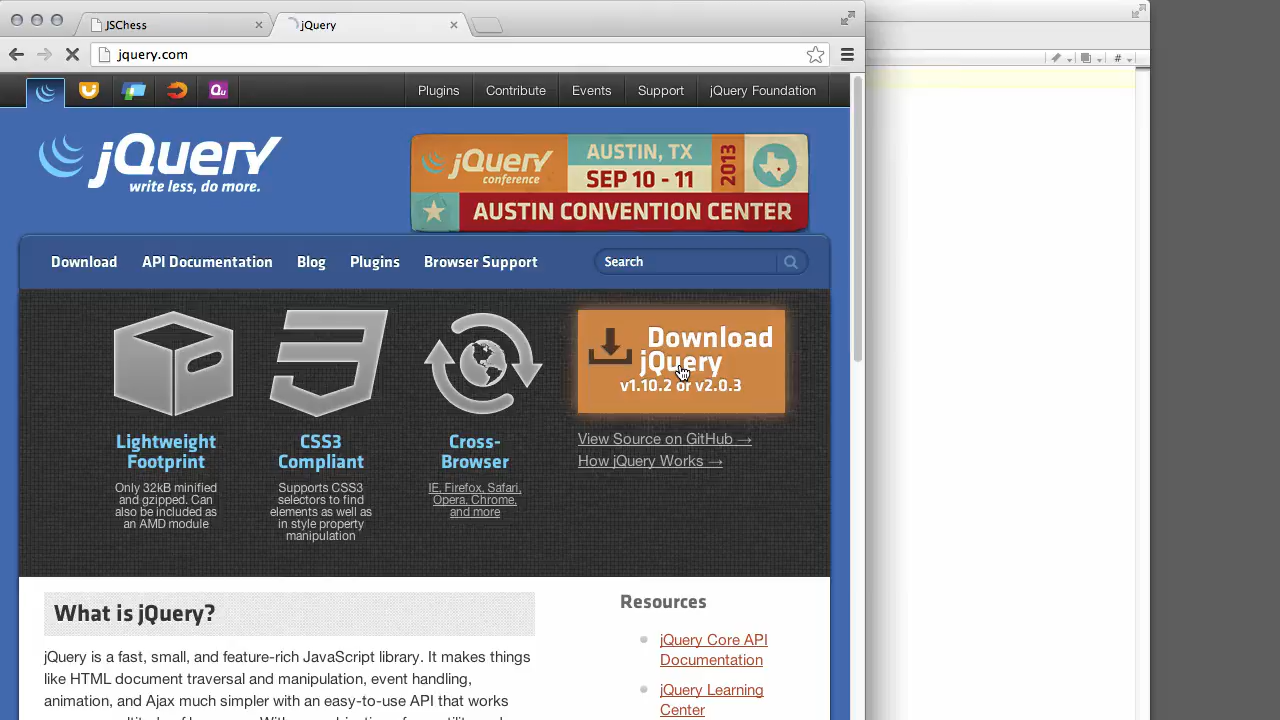 JSChess
jQuery
jquery.com
#
Qu
Plugins
Contribute
Events
Support
jQuery Foundation
jQuery
write less, do more.
jQuery
conference
AUSTIN, TX
SEP 10 - 11
2013
AUSTIN CONVENTION CENTER
Download
API Documentation
Blog
Plugins
Browser Support
Search
Download
jQuery
v1.10.2 or v2.0.3
View Source on GitHub →
How jQuery Works →
Lightweight
Footprint
Only 32kB minified
and gzipped. Can
also be included as
an AMD module
CSS3
Compliant
Supports CSS3
selectors to find
elements as well as
in style property
manipulation
Cross-
Browser
IE, Firefox, Safari,
Opera, Chrome,
and more
What is jQuery?
jQuery is a fast, small, and feature-rich JavaScript library. It makes things
like HTML document traversal and manipulation, event handling,
animation, and Ajax much simpler with an easy-to-use API that works
Resources
jQuery Core API
Documentation
jQuery Learning
Center